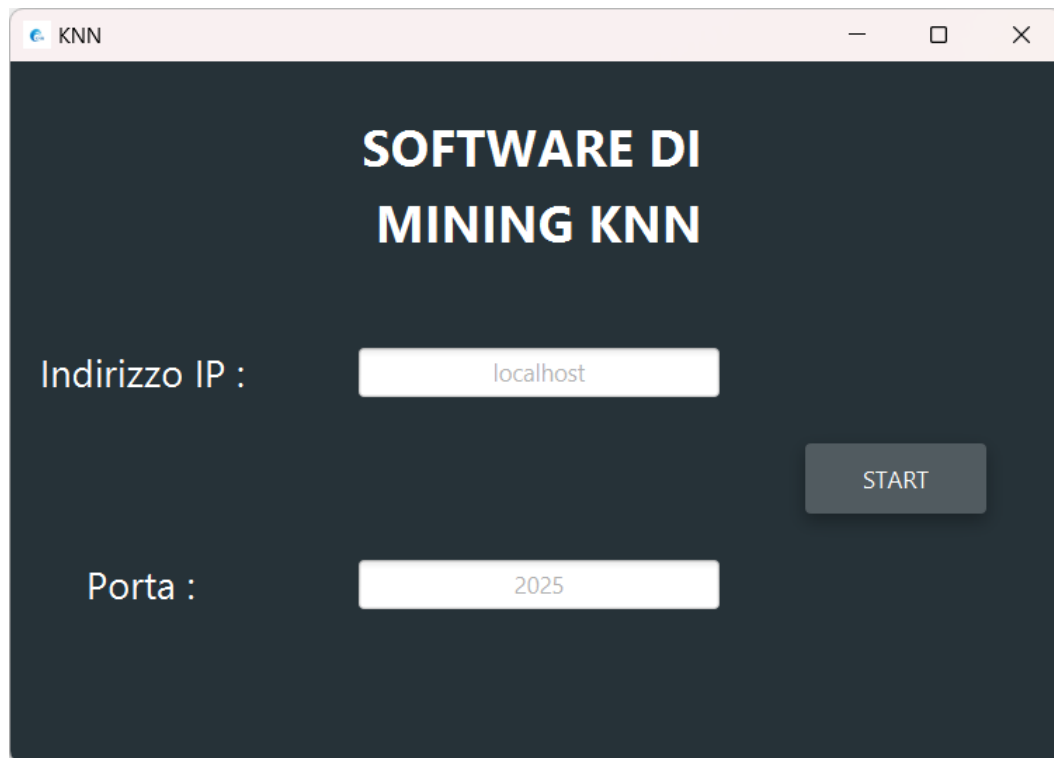 KNN
SOFTWARE DI
MINING KNN
Indirizzo IP :
localhost
START
Porta :
2025